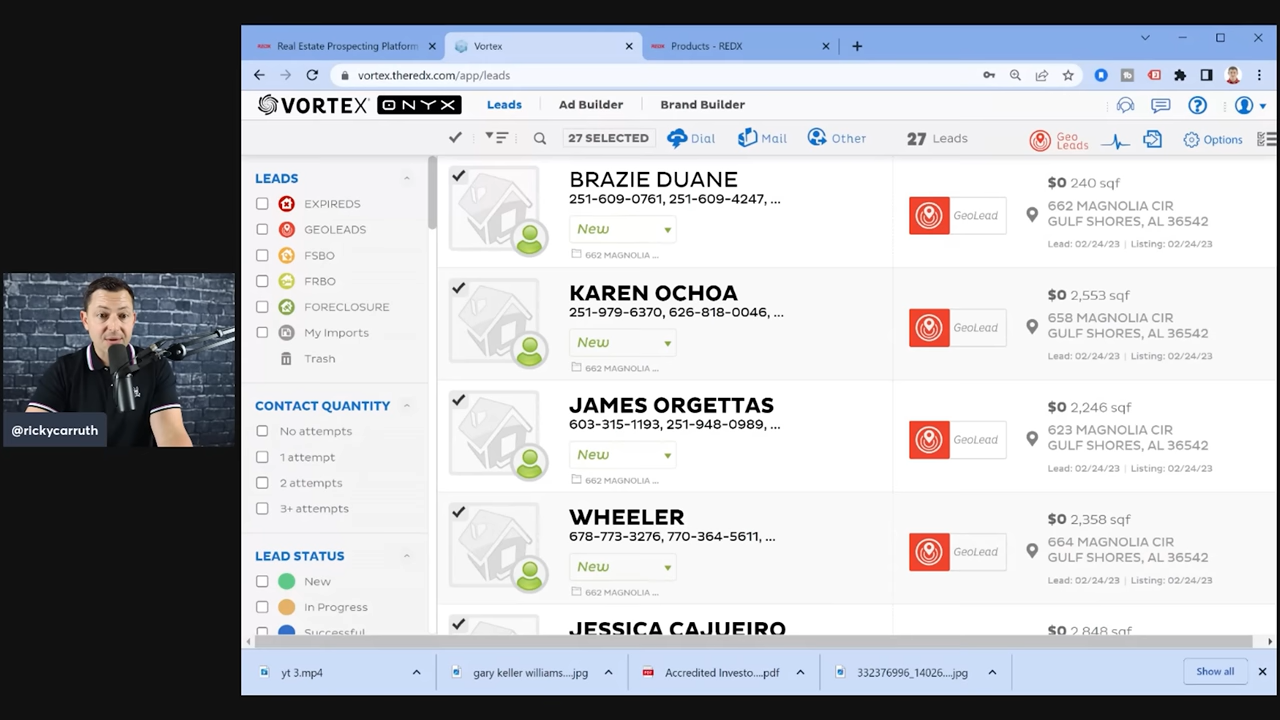 Real Estate Prospecting Platform
Vortex
Products - REDX
vortex.theredx.com/app/leads
VORTEX ONYX
Leads
Ad Builder
Brand Builder
27 SELECTED
Dial
Mail
Other
27 Leads
Geo
Leads
Options
LEADS
EXPIREDS
GEOLEADS
FSBO
FRBO
FORECLOSURE
My Imports
Trash
CONTACT QUANTITY
No attempts
1 attempt
2 attempts
3+ attempts
LEAD STATUS
New
In Progress
Successful
BRAZIE DUANE
251-609-0761, 251-609-4247, ...
New
662 MAGNOLIA ...
GeoLead
$0 240 sqf
662 MAGNOLIA CIR
GULF SHORES, AL 36542
Lead: 02/24/23 | Listing: 02/24/23
KAREN OCHOA
251-979-6370, 626-818-0046, ...
New
662 MAGNOLIA ...
GeoLead
$0 2,553 sqf
658 MAGNOLIA CIR
GULF SHORES, AL 36542
Lead: 02/24/23 | Listing: 02/24/23
JAMES ORGETTAS
603-315-1193, 251-948-0989, ...
New
662 MAGNOLIA ...
GeoLead
$0 2,246 sqf
623 MAGNOLIA CIR
GULF SHORES, AL 36542
Lead: 02/24/23 | Listing: 02/24/23
WHEELER
678-773-3276, 770-364-5611, ...
New
662 MAGNOLIA ...
GeoLead
$0 2,358 sqf
664 MAGNOLIA CIR
GULF SHORES, AL 36542
Lead: 02/24/23 | Listing: 02/24/23
JESSICA CAJUEIRO
$0 2,848 sqf
@rickycarruth
yt 3.mp4
gary keller williams....jpg
Accredited Investo....pdf
332376996_14026...jpg
Show all